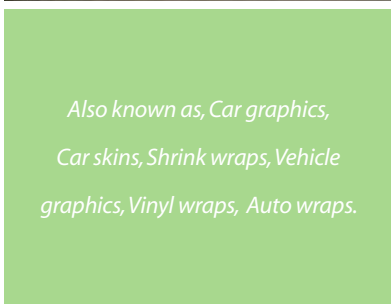 Also known as, Car graphics,
Car skins, Shrink wraps, Vehicle
graphics, Vinyl wraps,  Auto wraps.